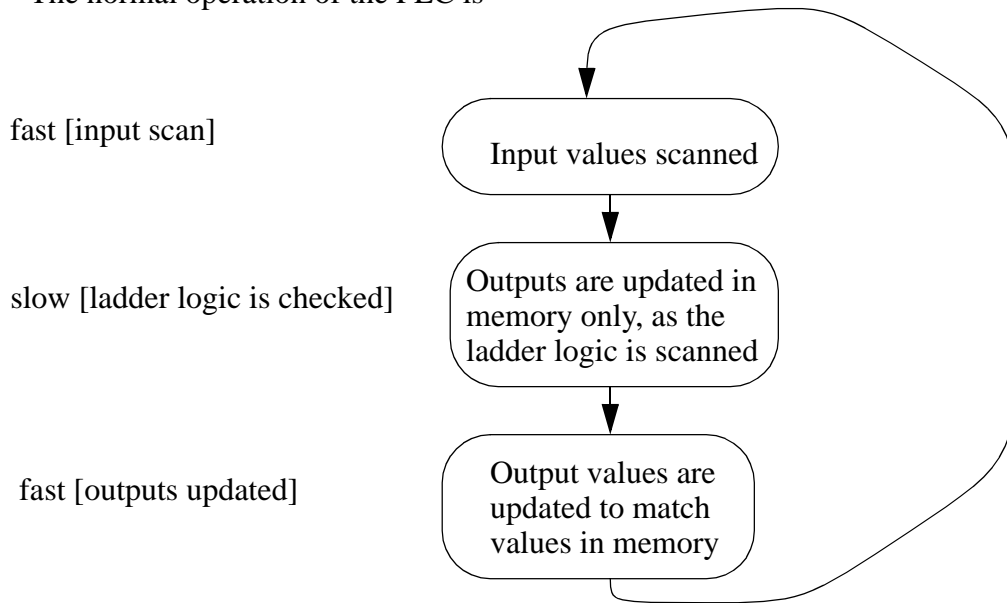 The normal operation of the PLC is
fast [input scan]
Input values scanned
slow [ladder logic is checked]
Outputs are updated in
memory only, as the
ladder logic is scanned
fast [outputs updated]
Output values are
updated to match
values in memory